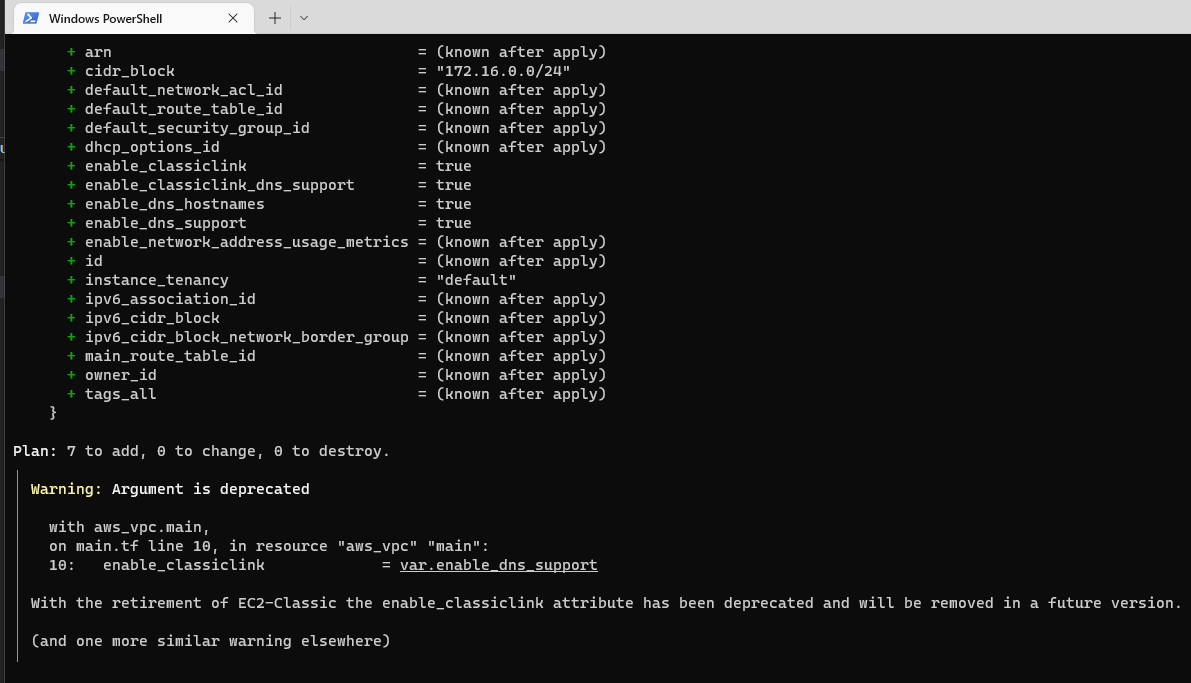 Windows PowerShell
+ arn = (known after apply)
+ cidr_block = "172.16.0.0/24"
+ default_network_acl_id = (known after apply)
+ default_route_table_id = (known after apply)
+ default_security_group_id = (known after apply)
+ dhcp_options_id = (known after apply)
+ enable_classiclink = true
+ enable_classiclink_dns_support = true
+ enable_dns_hostnames = true
+ enable_dns_support = true
+ enable_network_address_usage_metrics = (known after apply)
+ id = (known after apply)
+ instance_tenancy = "default"
+ ipv6_association_id = (known after apply)
+ ipv6_cidr_block = (known after apply)
+ ipv6_cidr_block_network_border_group = (known after apply)
+ main_route_table_id = (known after apply)
+ owner_id = (known after apply)
+ tags_all = (known after apply)
}
Plan: 7 to add, 0 to change, 0 to destroy.
Warning: Argument is deprecated
with aws_vpc.main,
on main.tf line 10, in resource "aws_vpc" "main":
10: enable_classiclink = var.enable_dns_support
With the retirement of EC2-Classic the enable_classiclink attribute has been deprecated and will be removed in a future version.
(and one more similar warning elsewhere)